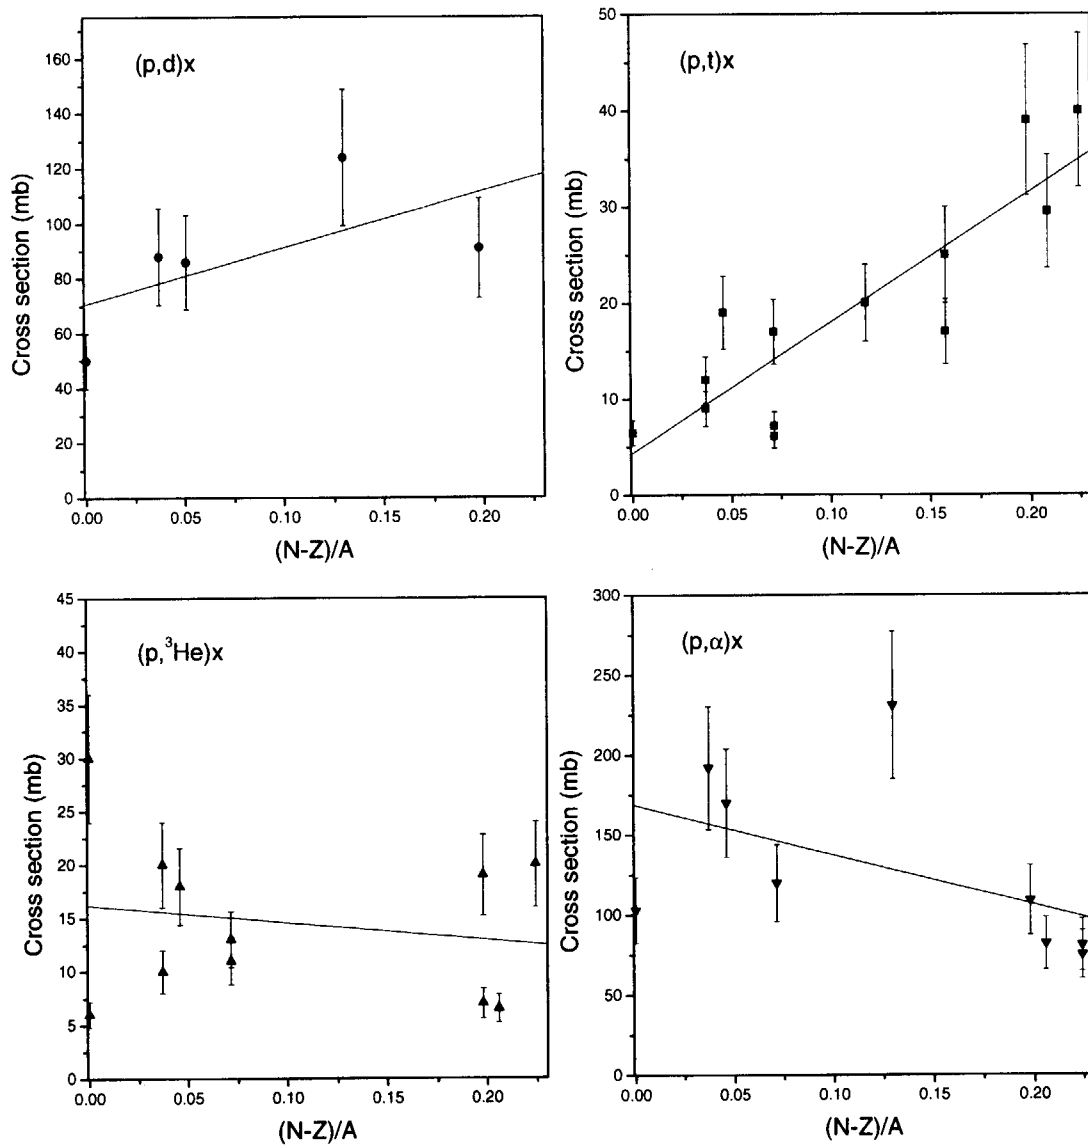 (p,d)x
Cross section (mb)
160
140
120
100
80
60
40
20
0
0.00 0.05 0.10 0.15 0.20
(N-Z)/A
(p,t)x
Cross section (mb)
50
40
30
20
10
0
0.00 0.05 0.10 0.15 0.20
(N-Z)/A
(p,³He)x
Cross section (mb)
45
40
35
30
25
20
15
10
5
0
0.00 0.05 0.10 0.15 0.20
(N-Z)/A
(p,α)x
Cross section (mb)
300
250
200
150
100
50
0
0.00 0.05 0.10 0.15 0.20
(N-Z)/A